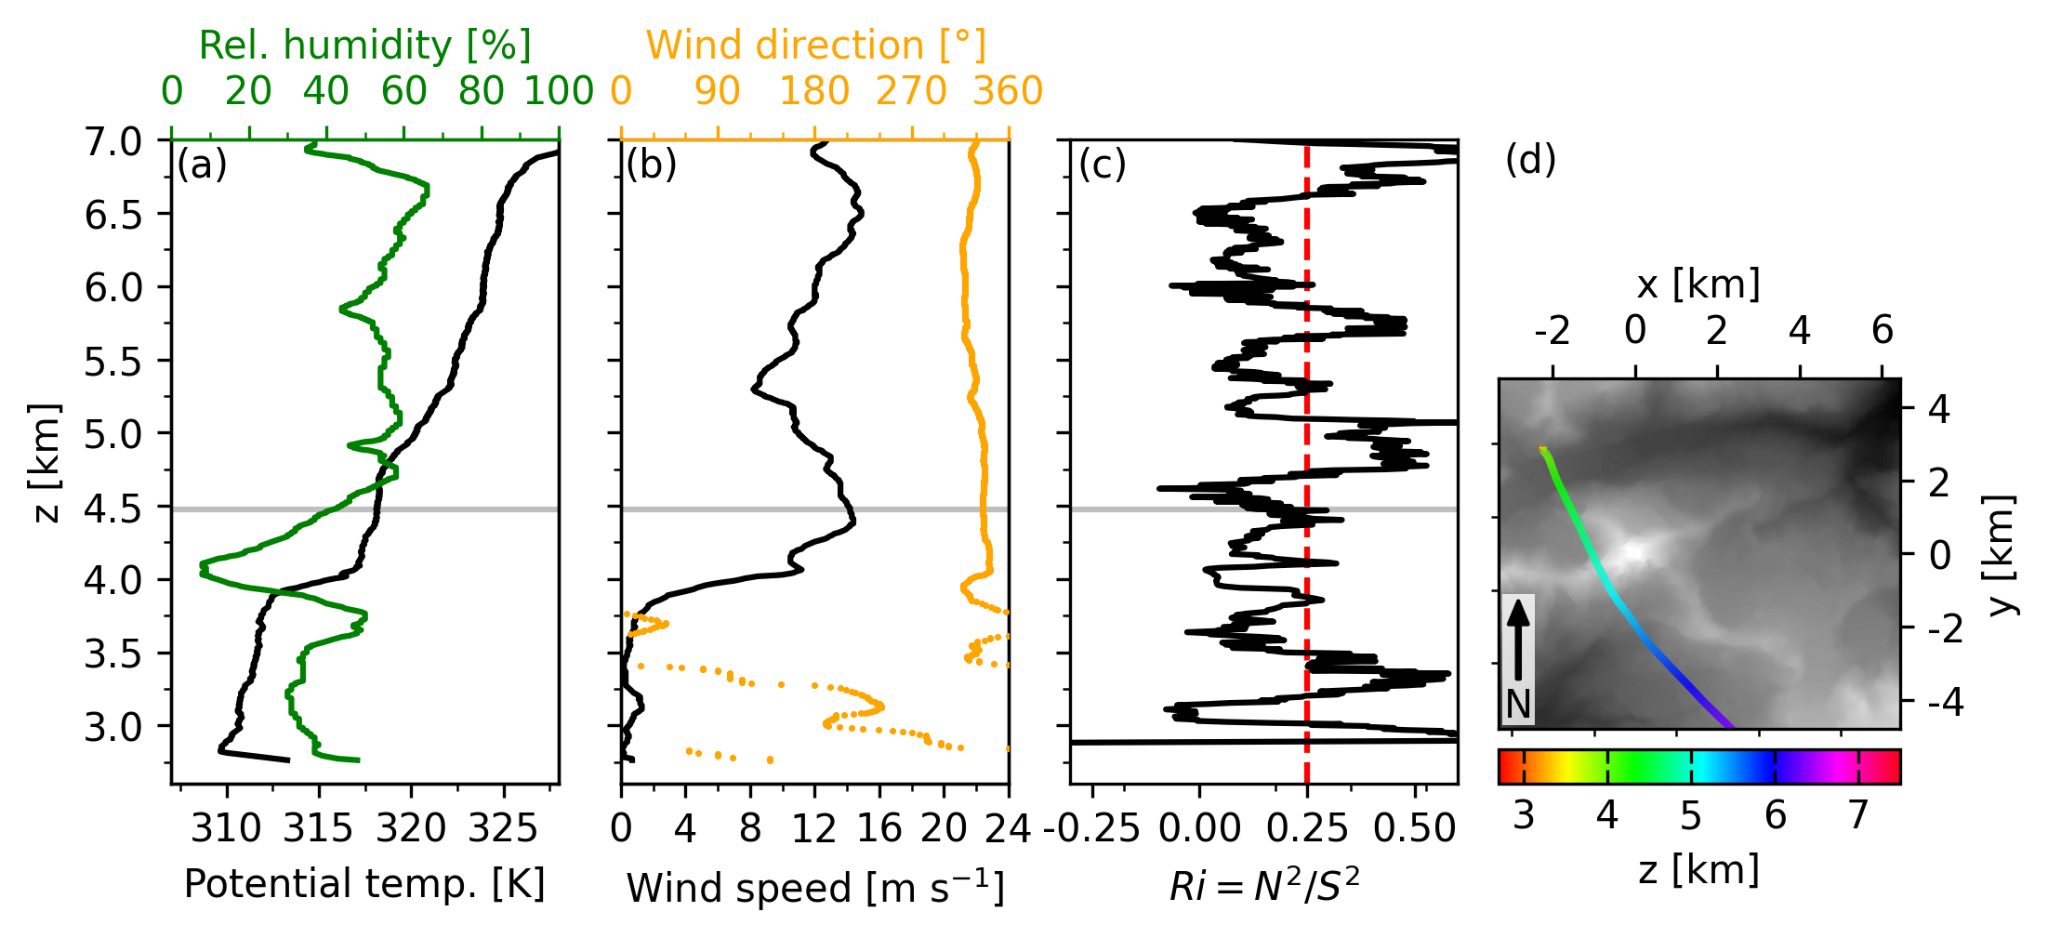 Rel. humidity [%]
0 20 40 60 80 100
Wind direction [°]
0 90 180 270 360
(a)
(b)
(c)
(d)
z [km]
7.0
6.5
6.0
5.5
5.0
4.5
4.0
3.5
3.0
310 315 320 325
Potential temp. [K]
0 4 8 12 16 20 24
Wind speed [m s⁻¹]
-0.25 0.00 0.25 0.50
Ri = N²/S²
x [km]
-2 0 2 4 6
4
2
0
-2
-4
y [km]
N
3 4 5 6 7
z [km]